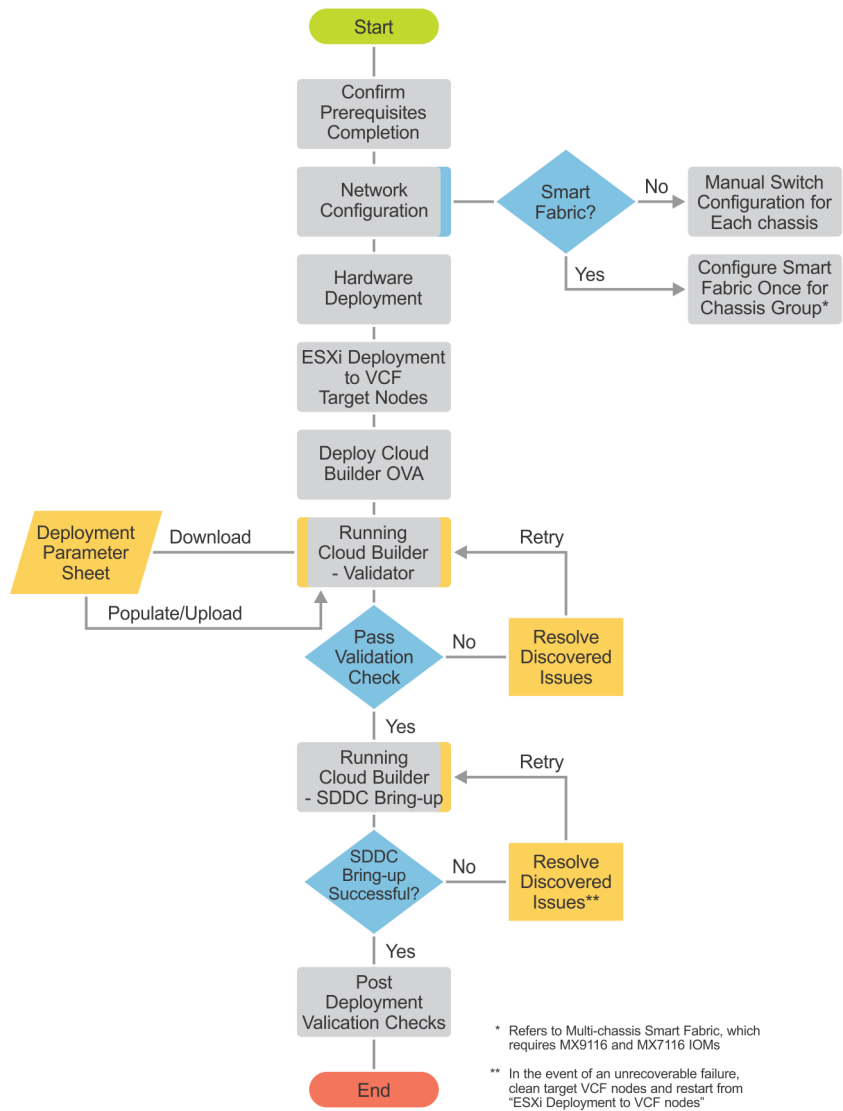 Start
Confirm
Prerequisites
Completion
Network
Configuration
Smart
Fabric?
No
Manual Switch
Configuration for
Each chassis
Yes
Configure Smart
Fabric Once for
Chassis Group*
Hardware
Deployment
ESXi Deployment
to VCF
Target Nodes
Deploy Cloud
Builder OVA
Deployment
Parameter
Sheet
Download
Populate/Upload
Running
Cloud Builder
- Validator
Retry
Pass
Validation
Check
No
Resolve
Discovered
Issues
Yes
Running
Cloud Builder
- SDDC Bring-up
Retry
SDDC
Bring-up
Successful?
No
Resolve
Discovered
Issues**
Yes
Post
Deployment
Valication Checks
End
* Refers to Multi-chassis Smart Fabric, which
requires MX9116 and MX7116 IOMs
** In the event of an unrecoverable failure,
clean target VCF nodes and restart from
“ESXi Deployment to VCF nodes”